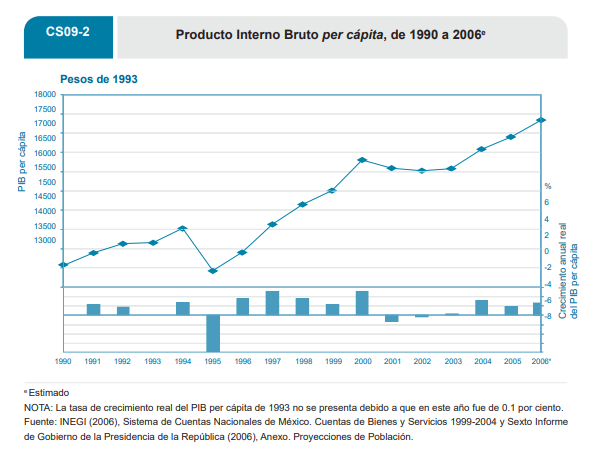 CS09-2
Producto Interno Bruto per cápita, de 1990 a 2006ᵉ
Pesos de 1993
PIB per cápita
18000
17500
17000
16500
16000
15500
1500
14500
14000
13500
13000
%
6
4
2
0
-2
-4
-6
-8
Crecimiento anual real
del PIB per cápita
1990 1991 1992 1993 1994 1995 1996 1997 1998 1999 2000 2001 2002 2003 2004 2005 2006ᵉ
ᵉ Estimado
NOTA: La tasa de crecimiento real del PIB per cápita de 1993 no se presenta debido a que en este año fue de 0.1 por ciento.
Fuente: INEGI (2006), Sistema de Cuentas Nacionales de México. Cuentas de Bienes y Servicios 1999-2004 y Sexto Informe
de Gobierno de la Presidencia de la República (2006), Anexo. Proyecciones de Población.